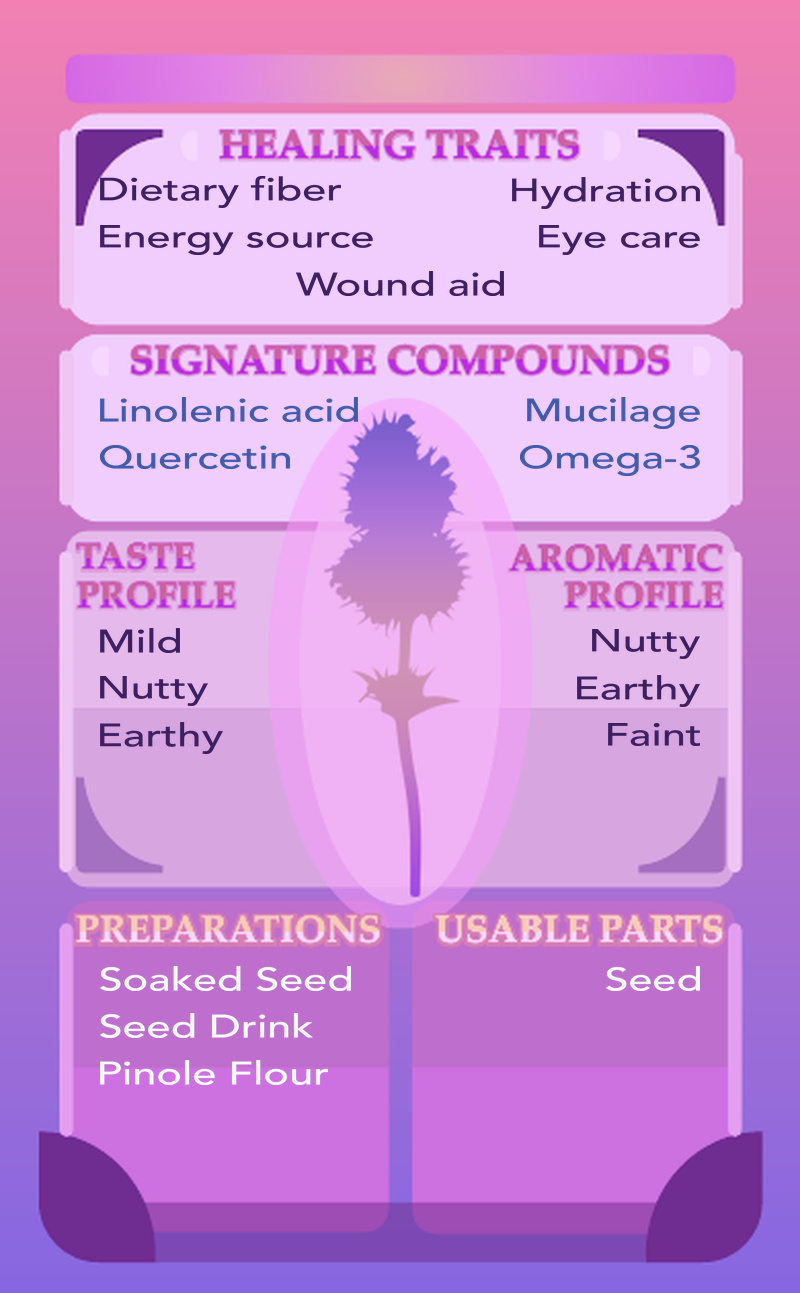 HEALING TRAITS
Dietary fiber
Hydration
Energy source
Eye care
Wound aid
SIGNATURE COMPOUNDS
Linolenic acid
Mucilage
Quercetin
Omega-3
TASTE
PROFILE
Mild
Nutty
Earthy
AROMATIC
PROFILE
Nutty
Earthy
Faint
PREPARATIONS
Soaked Seed
Seed Drink
Pinole Flour
USABLE PARTS
Seed